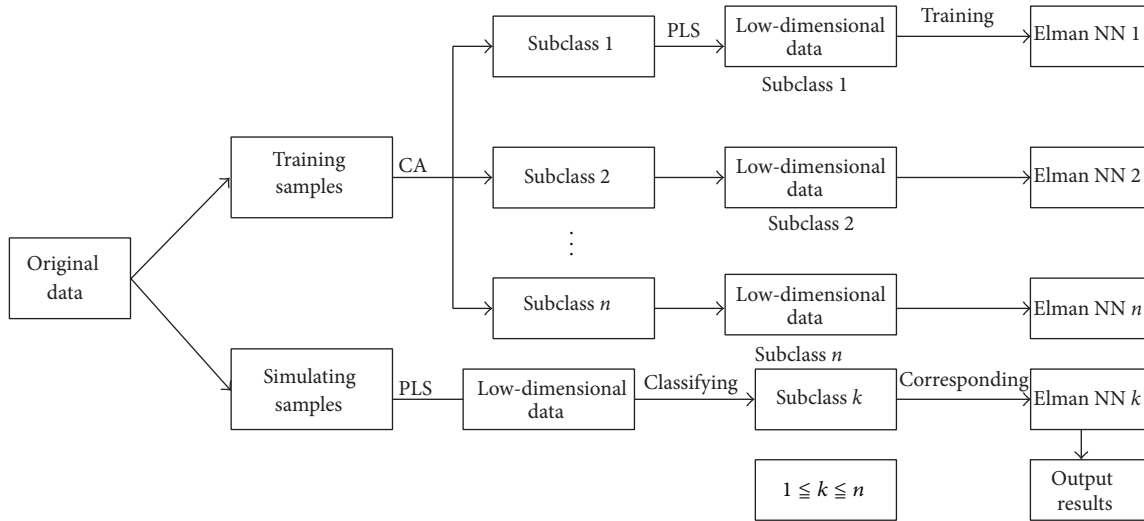 Original
data
Training
samples
CA
Subclass 1
PLS
Low-dimensional
data
Subclass 1
Training
Elman NN 1
Subclass 2
Low-dimensional
data
Subclass 2
Elman NN 2
⋮
Subclass n
Low-dimensional
data
Subclass n
Elman NN n
Simulating
samples
PLS
Low-dimensional
data
Classifying
Subclass k
Corresponding
Elman NN k
1 ≦ k ≦ n
Output
results